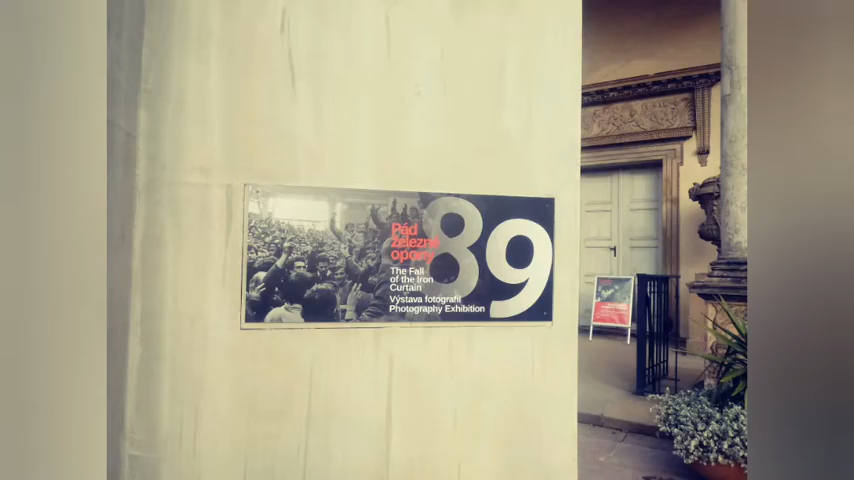 89
Pád
železné
opony
The Fall
of the Iron
Curtain
Výstava fotografií
Photography Exhibition